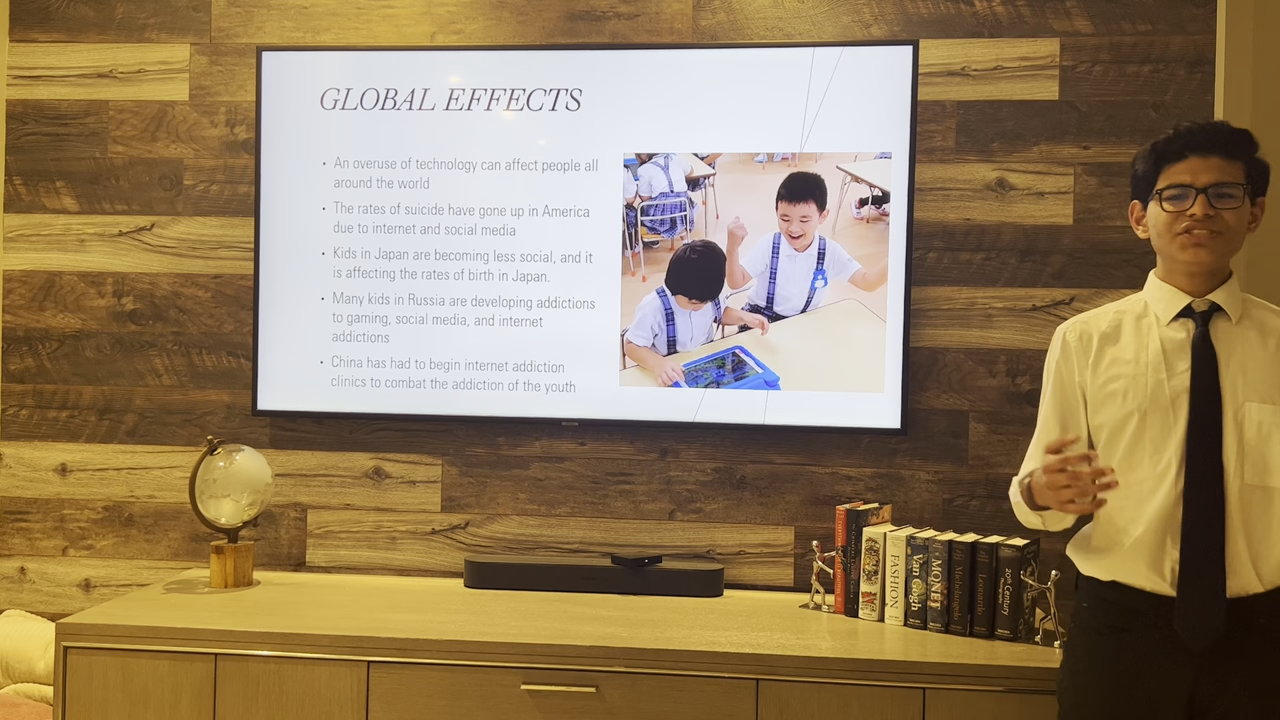 GLOBAL EFFECTS
• An overuse of technology can affect people all
around the world
• The rates of suicide have gone up in America
due to internet and social media
• Kids in Japan are becoming less social, and it
is affecting the rates of birth in Japan.
• Many kids in Russia are developing addictions
to gaming, social media, and internet
addictions
• China has had to begin internet addiction
clinics to combat the addiction of the youth
FASHION
Van Gogh
MONET
Michelangelo
Leonardo
20th Century